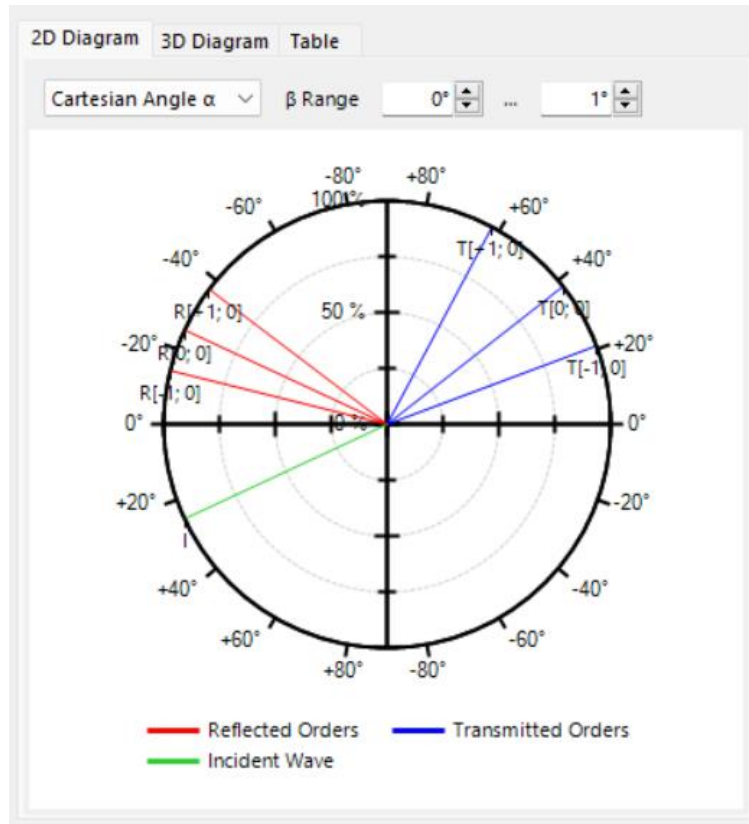 2D Diagram 3D Diagram Table
Cartesian Angle α β Range 0° ... 1°
-80° +80°
100 %
-60° +60°
T[+1; 0]
-40° +40°
R[+1; 0] 50 % T[0; 0]
-20° +20°
R[0; 0] T[-1; 0]
R[-1; 0]
0° 0 % 0°
+20° -20°
I
+40° -40°
+60° -60°
+80° -80°
Reflected Orders Transmitted Orders
Incident Wave